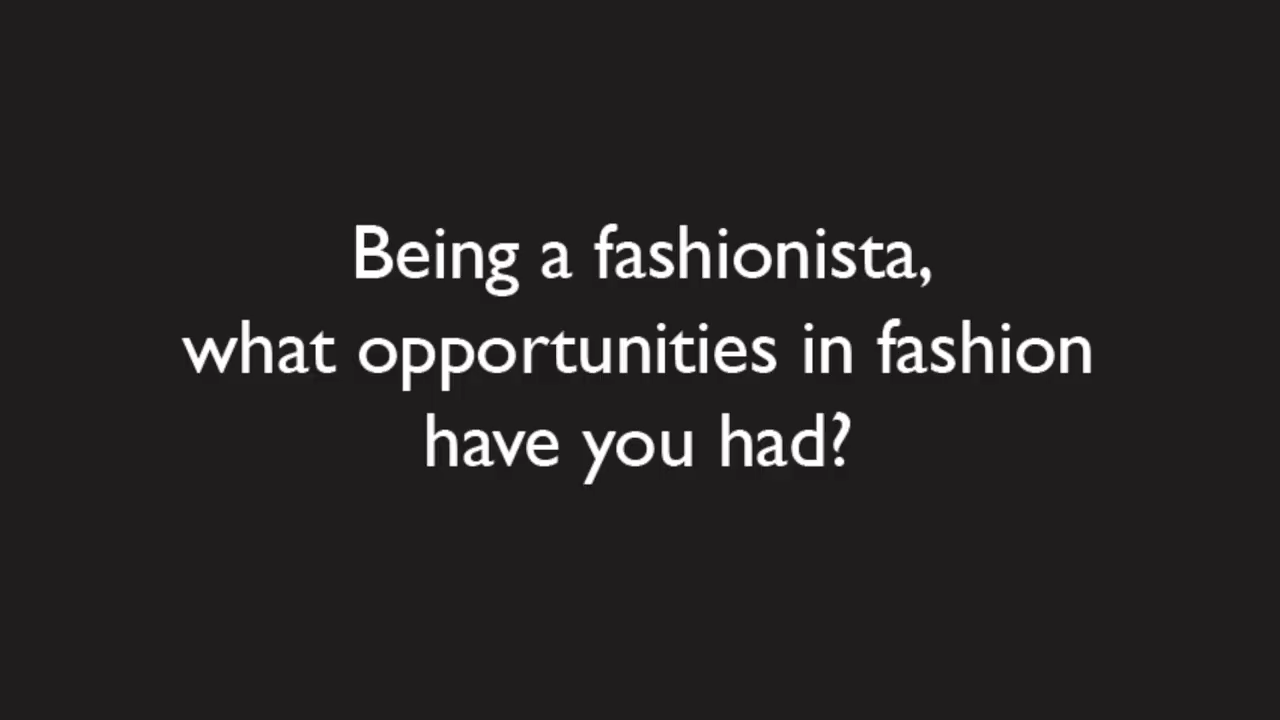 Being a fashionista,
what opportunities in fashion
have you had?